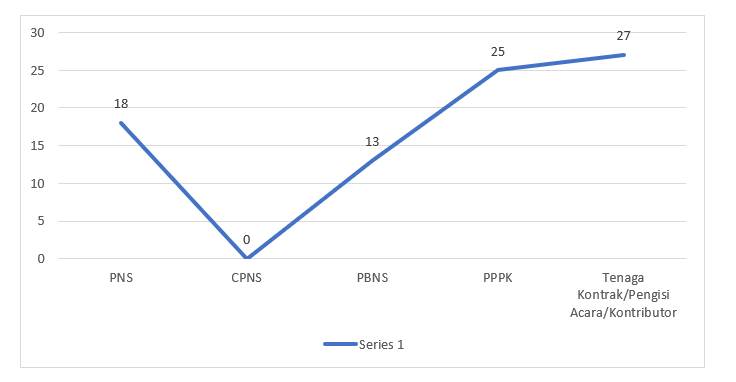 30
25
20
15
10
5
0
18
0
13
25
27
PNS
CPNS
PBNS
PPPK
Tenaga
Kontrak/Pengisi
Acara/Kontributor
Series 1